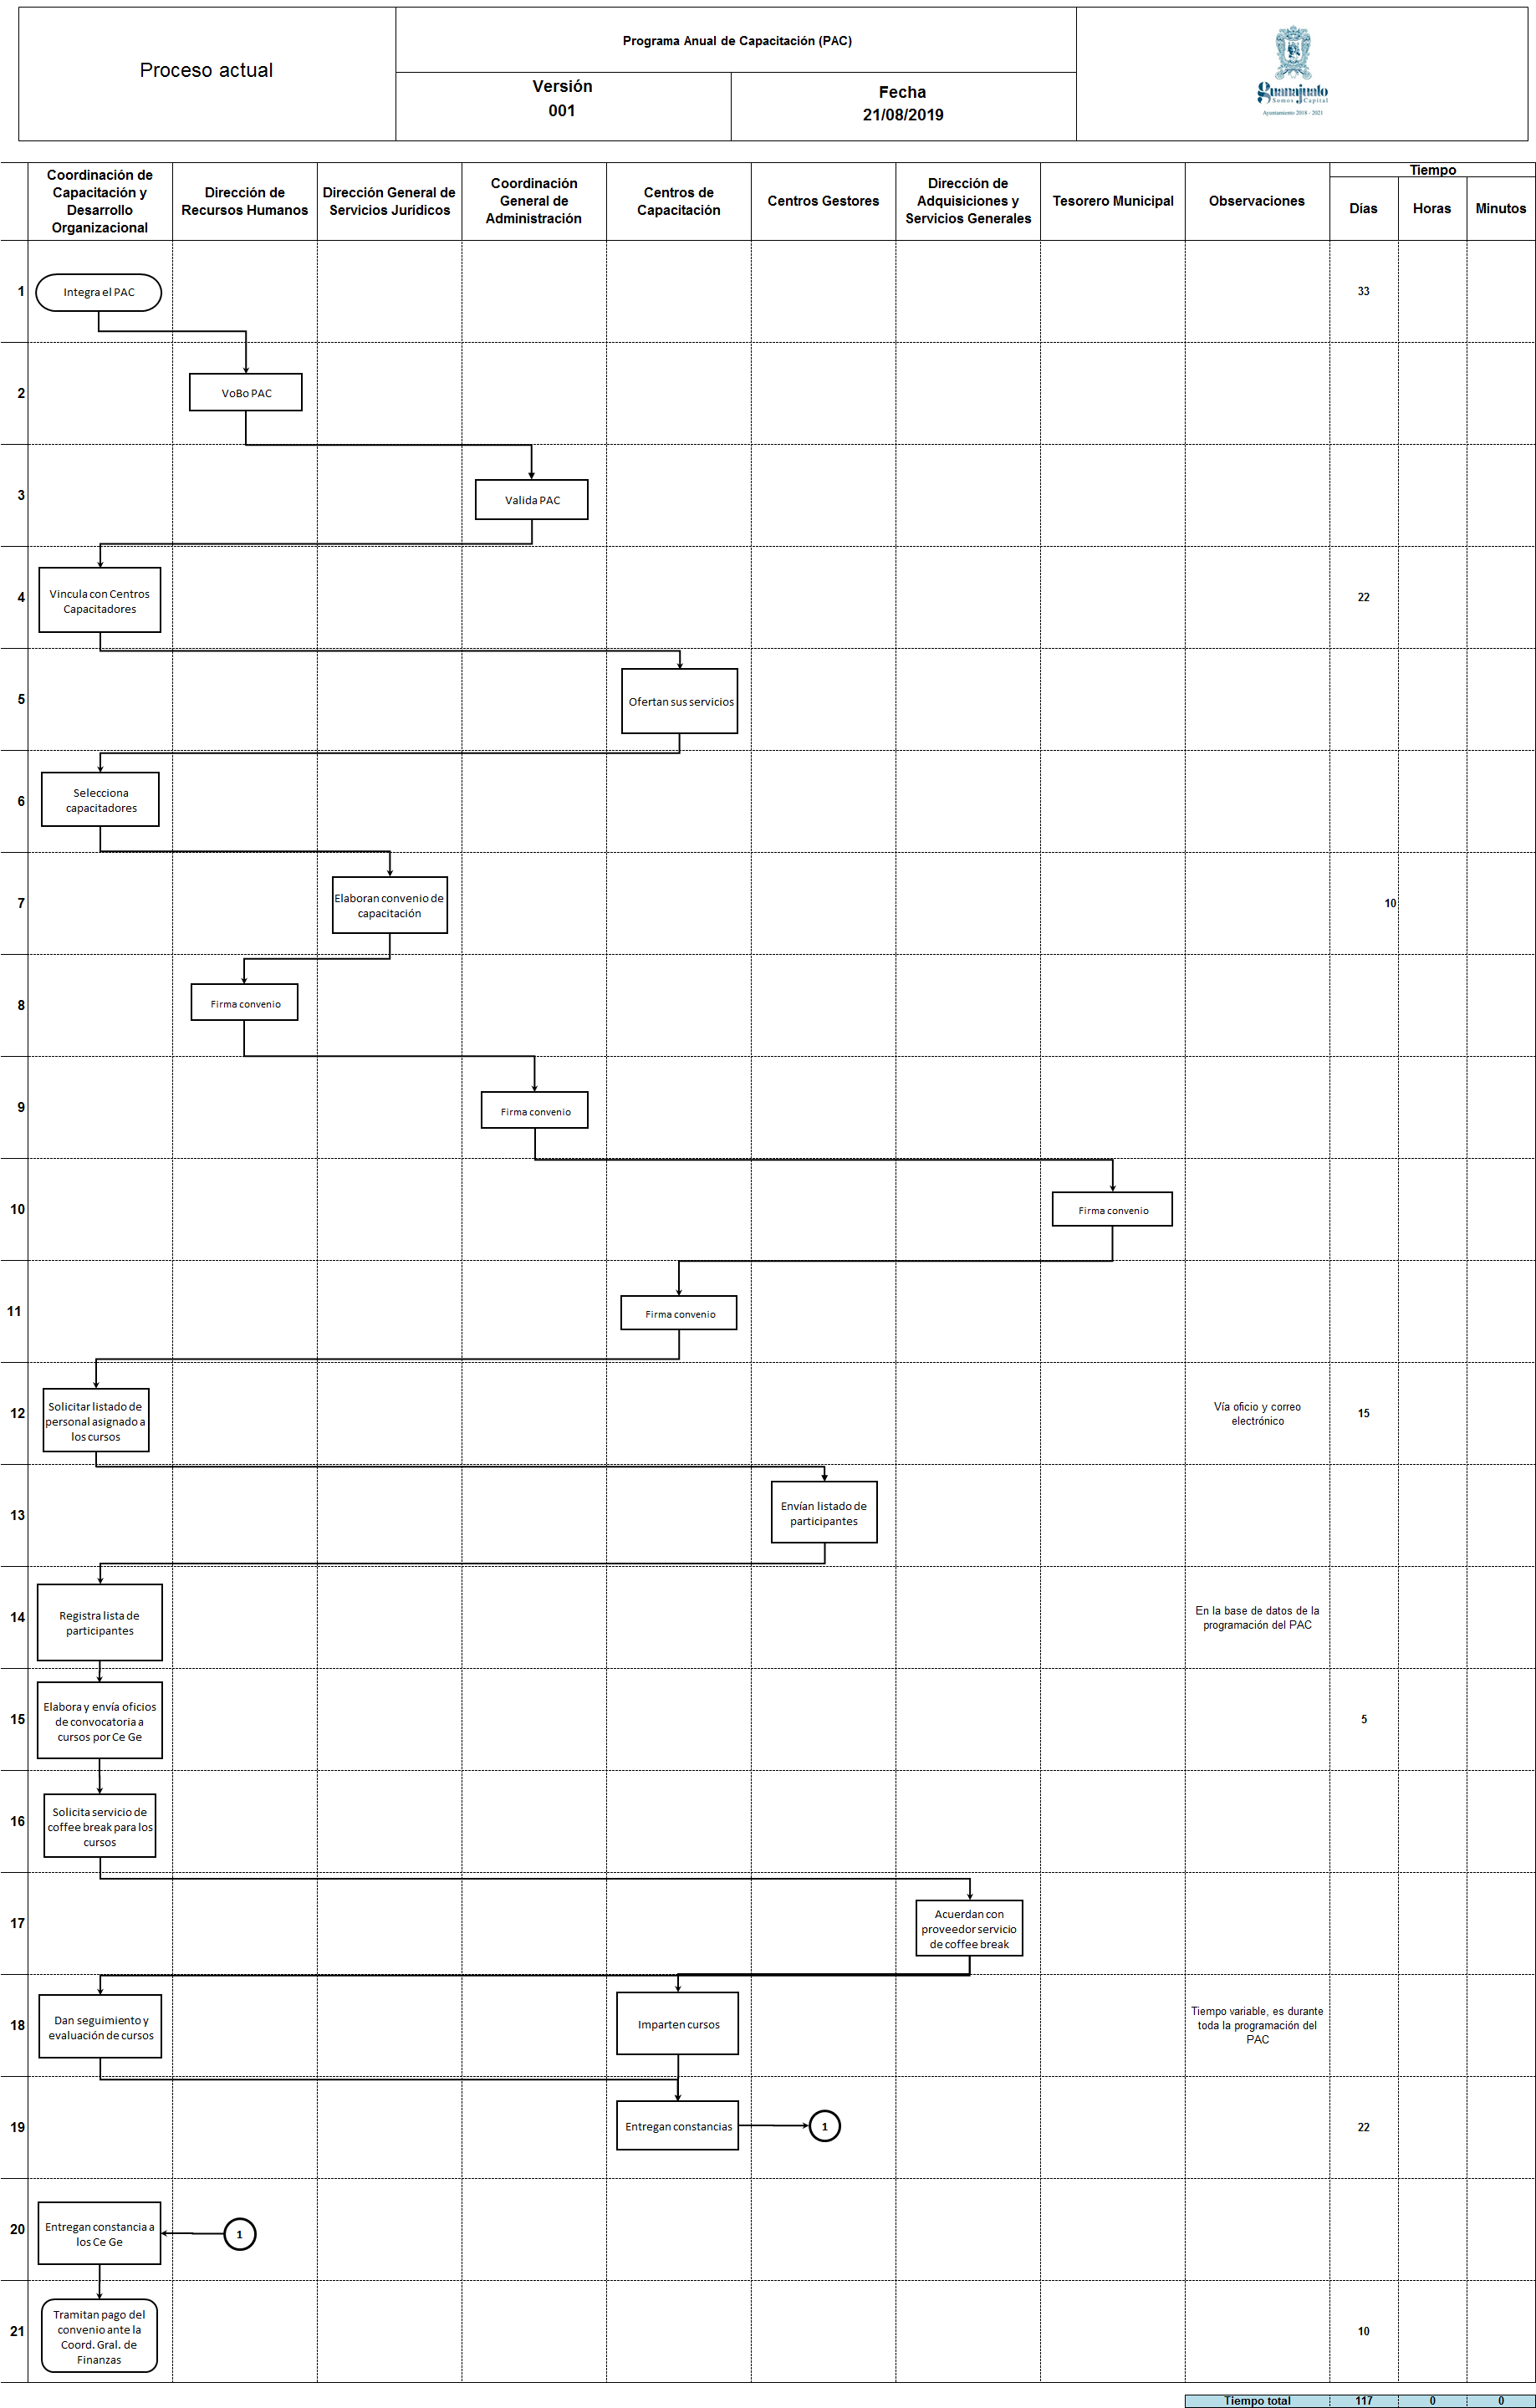 Proceso actual
Programa Anual de Capacitación (PAC)
Versión
001
Fecha
21/08/2019
Guanajuato
Somos Capital
Ayuntamiento 2018 - 2021
Coordinación de
Capacitación y
Desarrollo
Organizacional
Dirección de
Recursos Humanos
Dirección General de
Servicios Jurídicos
Coordinación
General de
Administración
Centros de
Capacitación
Centros Gestores
Dirección de
Adquisiciones y
Servicios Generales
Tesorero Municipal
Observaciones
Tiempo
Días
Horas
Minutos
1
Integra el PAC
33
2
VoBo PAC
3
Valida PAC
4
Vincula con Centros
Capacitadores
22
5
Ofertan sus servicios
6
Selecciona
capacitadores
7
Elaboran convenio de
capacitación
10
8
Firma convenio
9
Firma convenio
10
Firma convenio
11
Firma convenio
12
Solicitar listado de
personal asignado a
los cursos
Vía oficio y correo
electrónico
15
13
Envían listado de
participantes
14
Registra lista de
participantes
En la base de datos de la
programación del PAC
15
Elabora y envía oficios
de convocatoria a
cursos por Ce Ge
5
16
Solicita servicio de
coffee break para los
cursos
17
Acuerdan con
proveedor servicio
de coffee break
18
Dan seguimiento y
evaluación de cursos
Imparten cursos
Tiempo variable, es durante
toda la programación del
PAC
19
Entregan constancias
1
22
20
Entregan constancia a
los Ce Ge
1
21
Tramitan pago del
convenio ante la
Coord. Gral. de
Finanzas
10
Tiempo total
117
0
0